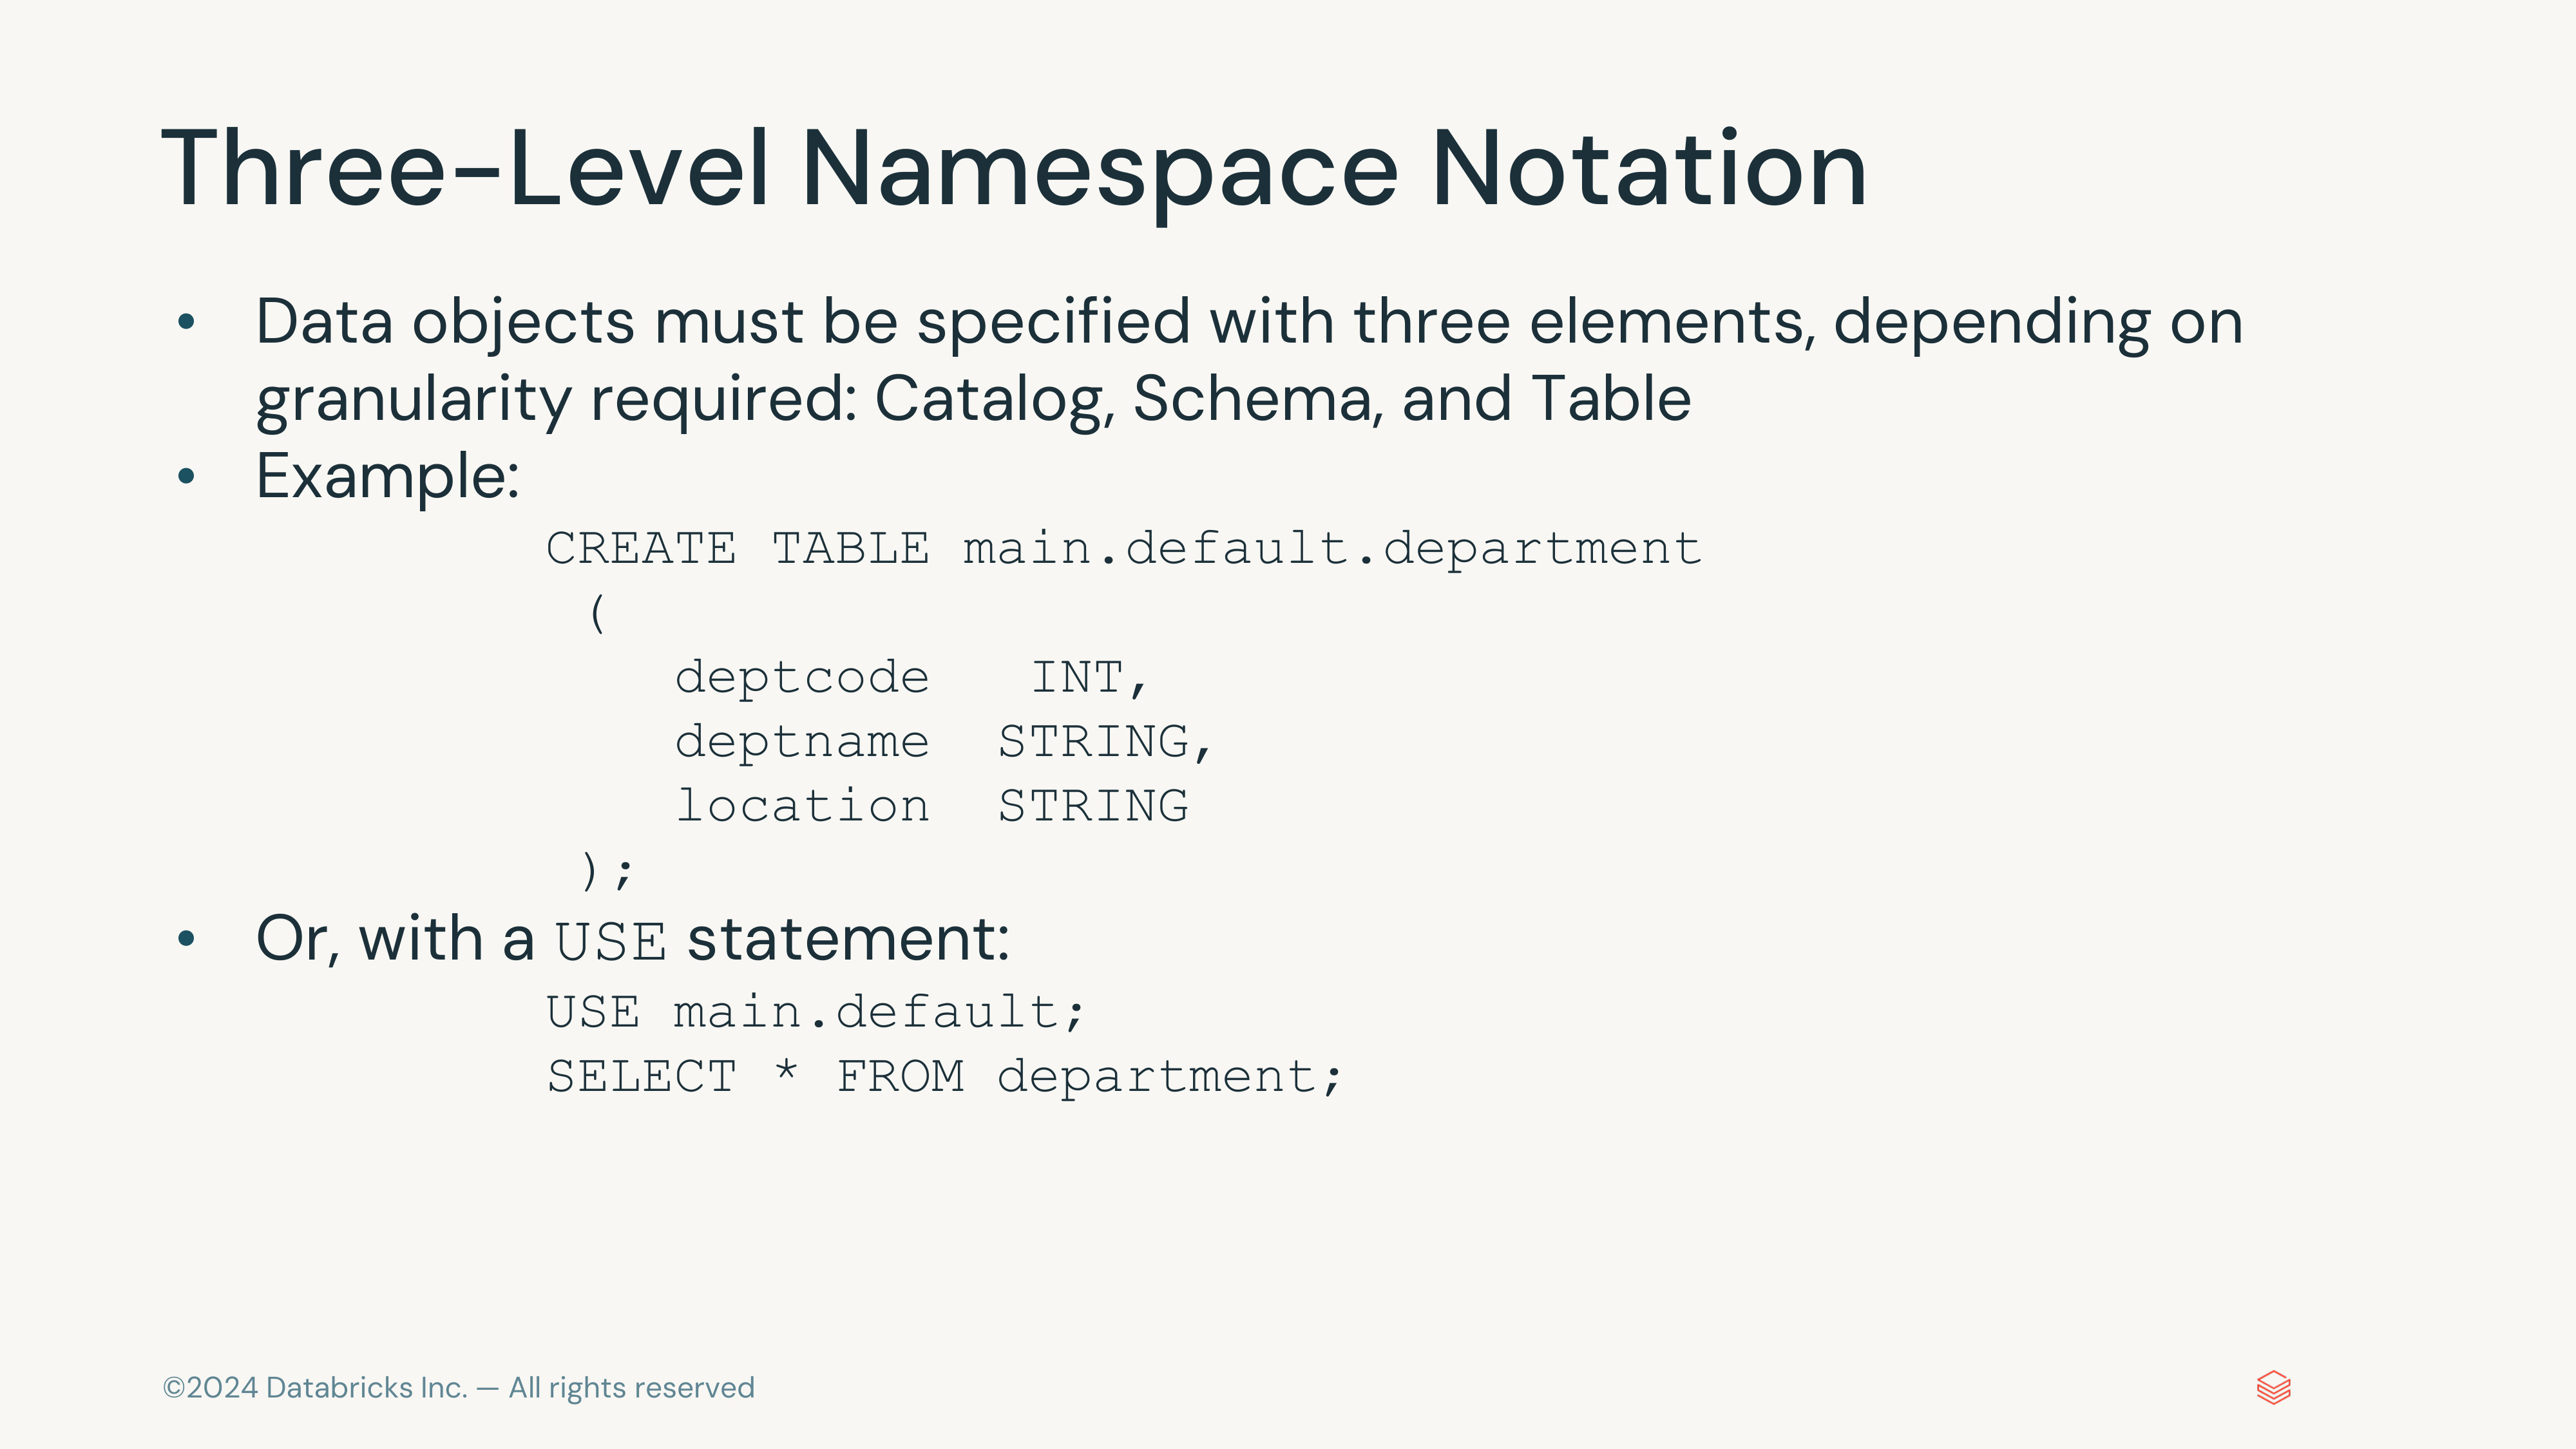 Three-Level Namespace Notation
• Data objects must be specified with three elements, depending on
granularity required: Catalog, Schema, and Table
• Example:
CREATE TABLE main.default.department
(
deptcode   INT,
deptname  STRING,
location  STRING
);
• Or, with a USE statement:
USE main.default;
SELECT * FROM department;
©2024 Databricks Inc. — All rights reserved